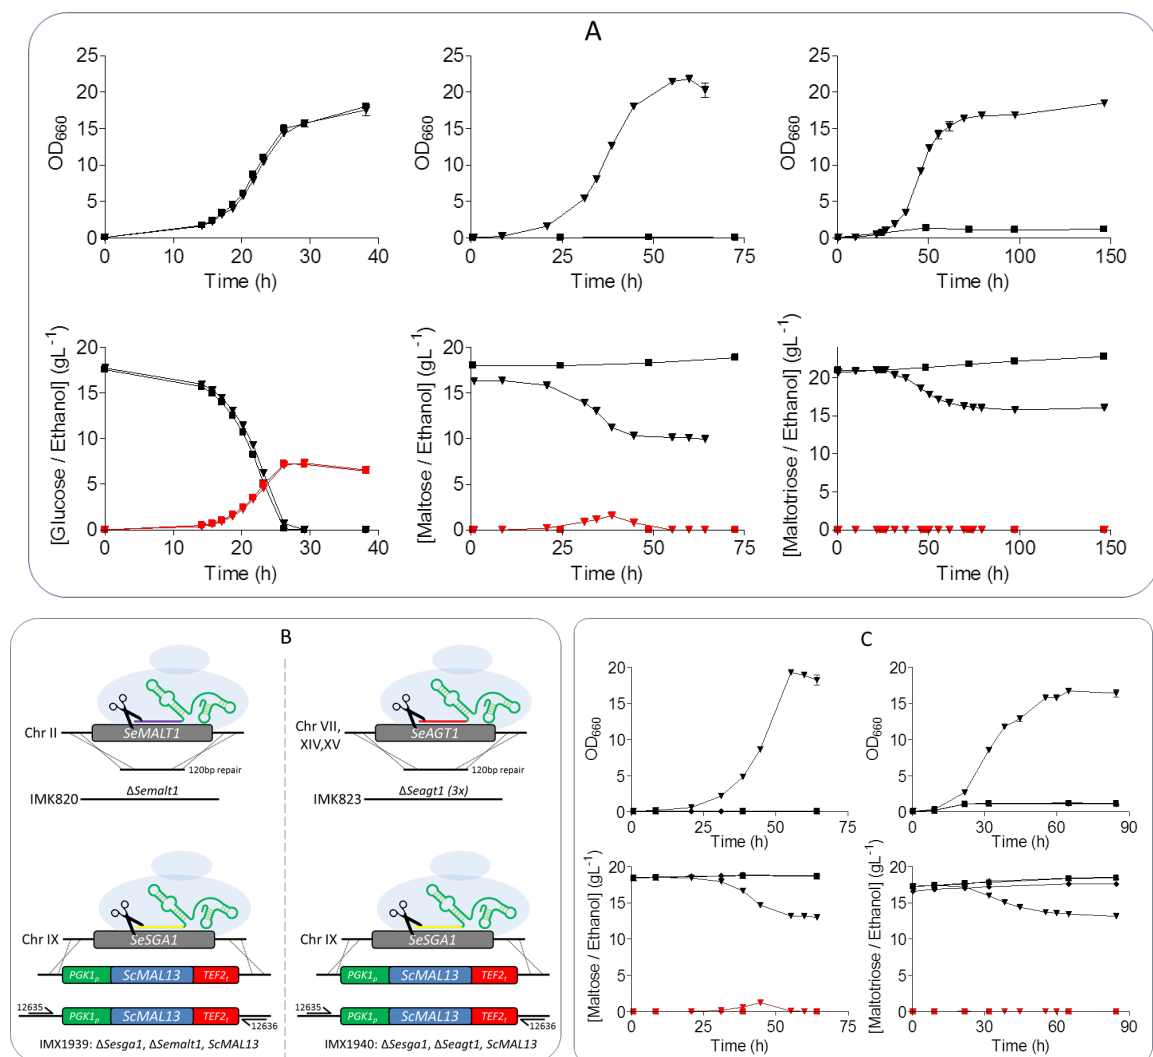 A
25
20
15
10
5
0
OD660
0 10 20 30 40
Time (h)
25
20
15
10
5
0
OD660
0 25 50 75
Time (h)
25
20
15
10
5
0
OD660
0 50 100 150
Time (h)
20
15
10
5
0
[Glucose / Ethanol] (gL-1)
0 10 20 30 40
Time (h)
20
15
10
5
0
[Maltose / Ethanol] (gL-1)
0 25 50 75
Time (h)
20
15
10
5
0
[Maltotriose / Ethanol] (gL-1)
0 50 100 150
Time (h)
B
Chr II
SeMALT1
120bp repair
ΔSemalt1
IMK820
Chr VII,
XIV,XV
SeAGT1
120bp repair
ΔSeagt1 (3x)
IMK823
Chr IX
SeSGA1
PGK1p ScMAL13 TEF2t
12635
PGK1p ScMAL13 TEF2t
12636
IMX1939: ΔSesga1, ΔSemalt1, ScMAL13
Chr IX
SeSGA1
PGK1p ScMAL13 TEF2t
12635
PGK1p ScMAL13 TEF2t
12636
IMX1940: ΔSesga1, ΔSeagt1, ScMAL13
C
20
15
10
5
0
OD660
0 25 50 75
Time (h)
20
15
10
5
0
OD660
0 30 60 90
Time (h)
20
15
10
5
0
[Maltose / Ethanol] (gL-1)
0 25 50 75
Time (h)
20
15
10
5
0
[Maltotriose / Ethanol] (gL-1)
0 30 60 90
Time (h)